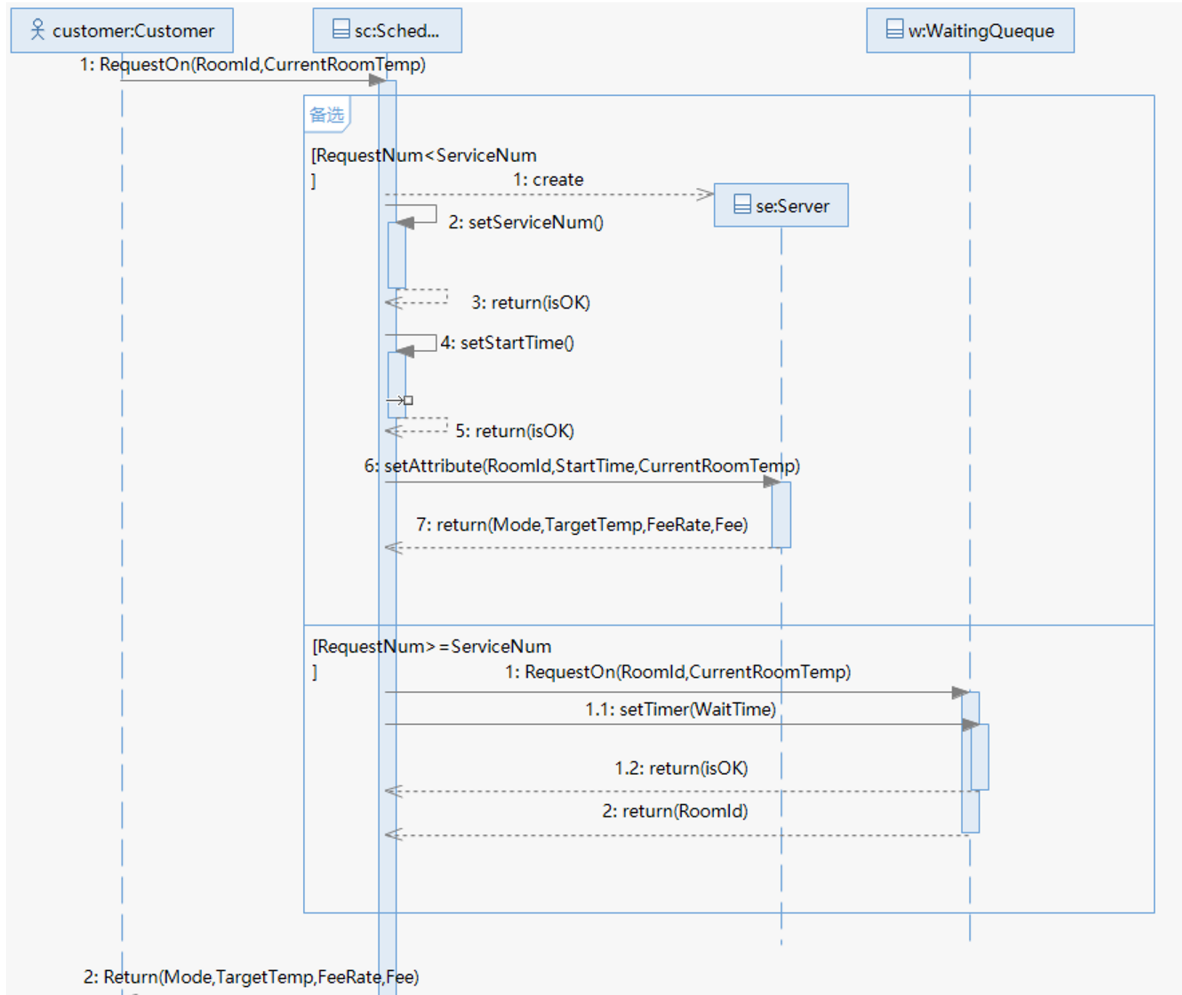 customer:Customer
sc:Sched...
w:WaitingQueque
1: RequestOn(RoomId,CurrentRoomTemp)
备选
[RequestNum<ServiceNum
]
1: create
se:Server
2: setServiceNum()
3: return(isOK)
4: setStartTime()
5: return(isOK)
6: setAttribute(RoomId,StartTime,CurrentRoomTemp)
7: return(Mode,TargetTemp,FeeRate,Fee)
[RequestNum>=ServiceNum
]
1: RequestOn(RoomId,CurrentRoomTemp)
1.1: setTimer(WaitTime)
1.2: return(isOK)
2: return(RoomId)
2: Return(Mode,TargetTemp,FeeRate,Fee)